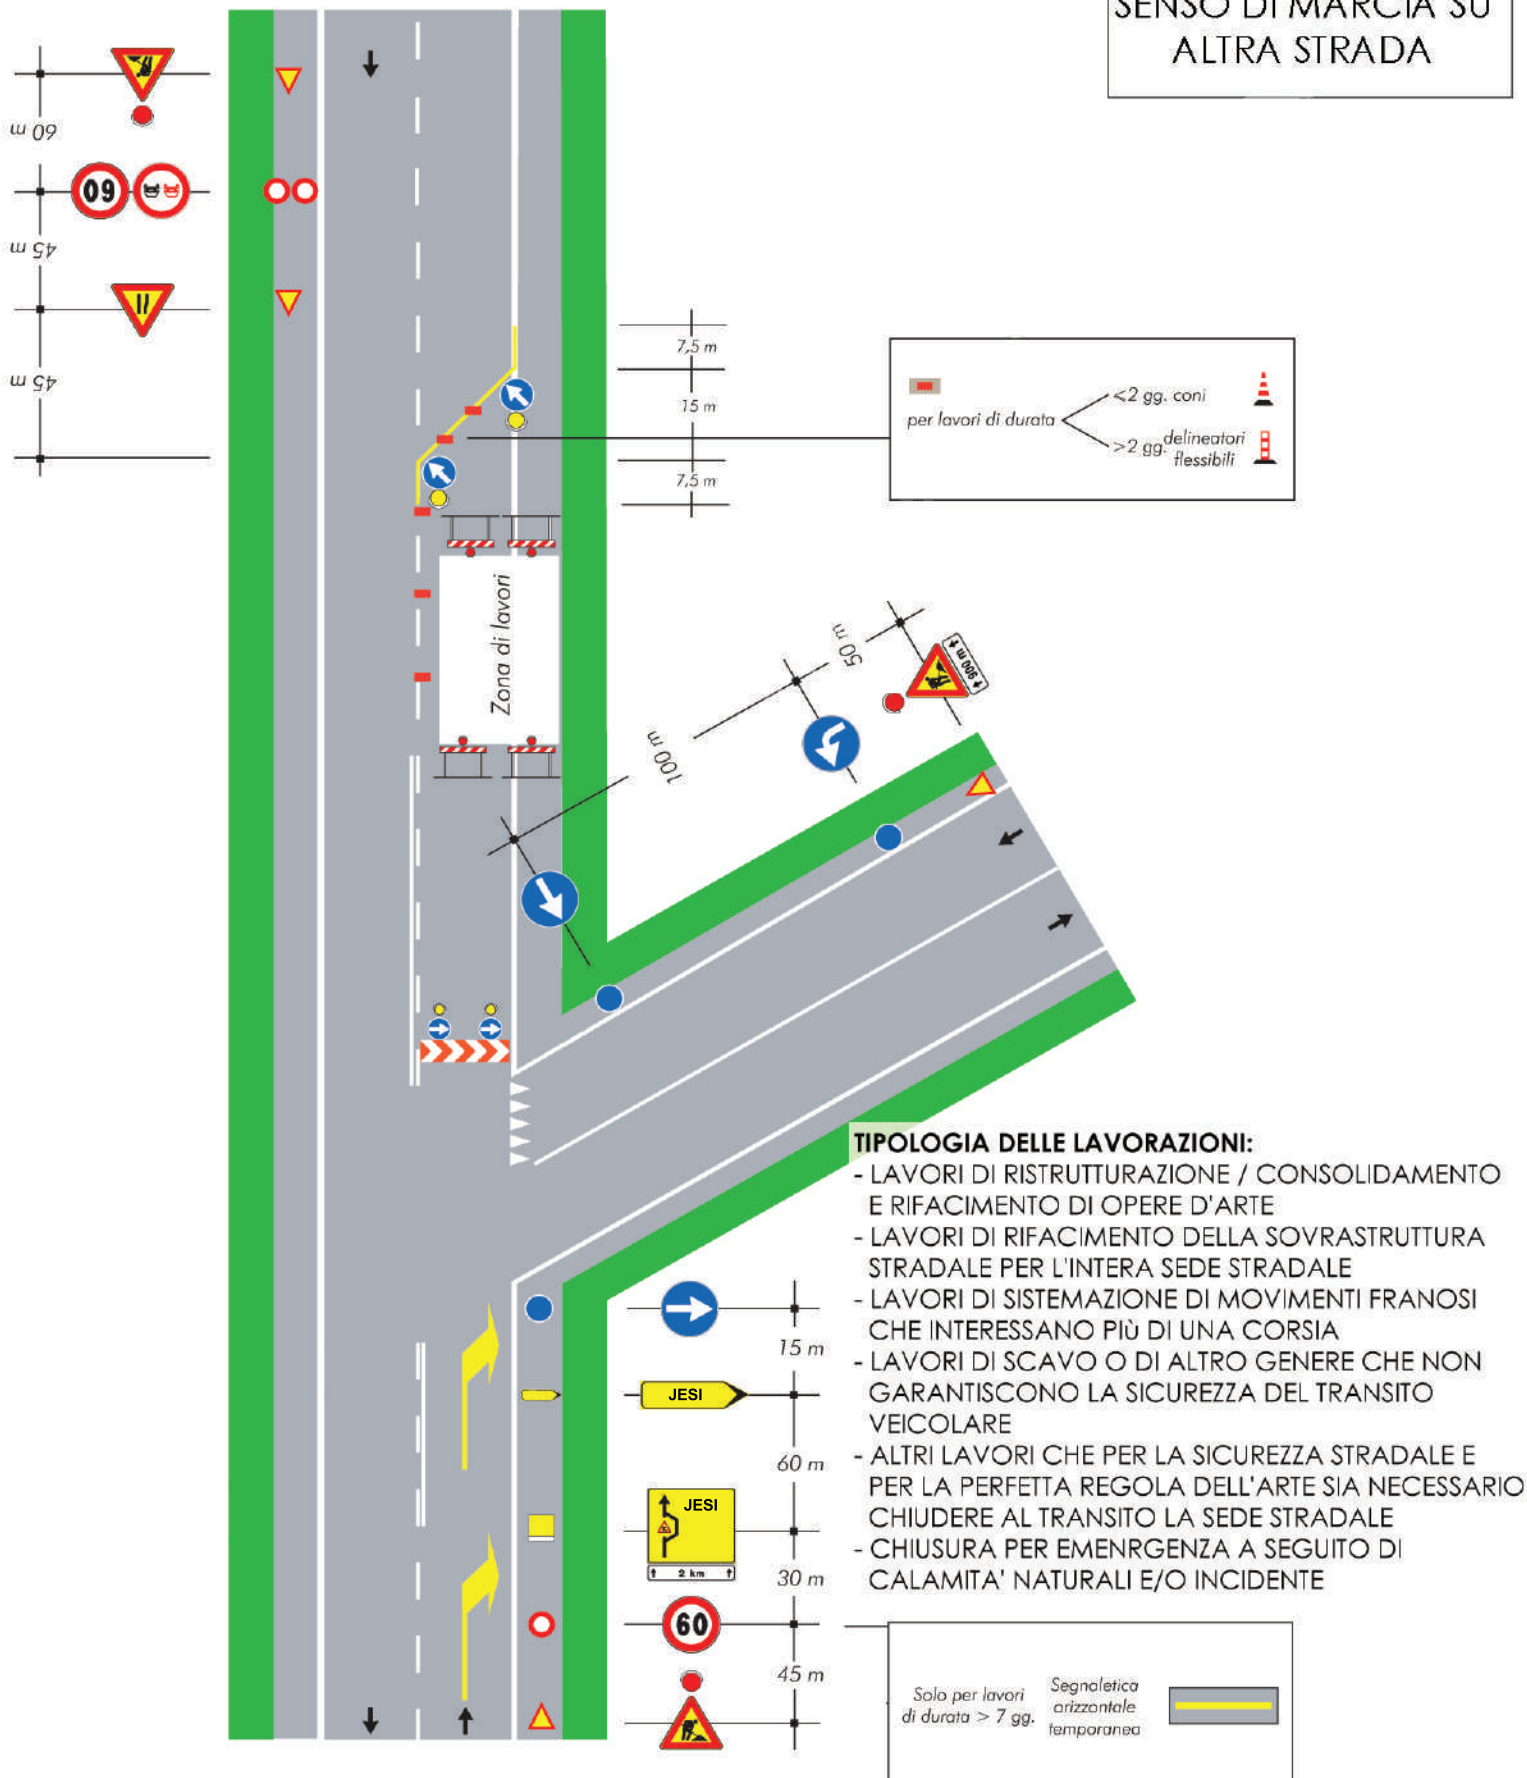 SENSO DI MARCIA SU
ALTRA STRADA
60 m
60
45 m
45 m
7,5 m
15 m
7,5 m
per lavori di durata
<2 gg. coni
>2 gg. delineatori
flessibili
Zona di lavori
50 m
900 m
100 m
TIPOLOGIA DELLE LAVORAZIONI:
- LAVORI DI RISTRUTTURAZIONE / CONSOLIDAMENTO
E RIFACIMENTO DI OPERE D'ARTE
- LAVORI DI RIFACIMENTO DELLA SOVRASTRUTTURA
STRADALE PER L'INTERA SEDE STRADALE
- LAVORI DI SISTEMAZIONE DI MOVIMENTI FRANOSI
CHE INTERESSANO PIù DI UNA CORSIA
- LAVORI DI SCAVO O DI ALTRO GENERE CHE NON
GARANTISCONO LA SICUREZZA DEL TRANSITO
VEICOLARE
- ALTRI LAVORI CHE PER LA SICUREZZA STRADALE E
PER LA PERFETTA REGOLA DELL'ARTE SIA NECESSARIO
CHIUDERE AL TRANSITO LA SEDE STRADALE
- CHIUSURA PER EMENRGENZA A SEGUITO DI
CALAMITA' NATURALI E/O INCIDENTE
15 m
JESI
60 m
JESI
2 km
30 m
60
45 m
Solo per lavori
di durata > 7 gg.
Segnaletica
orizzontale
temporanea